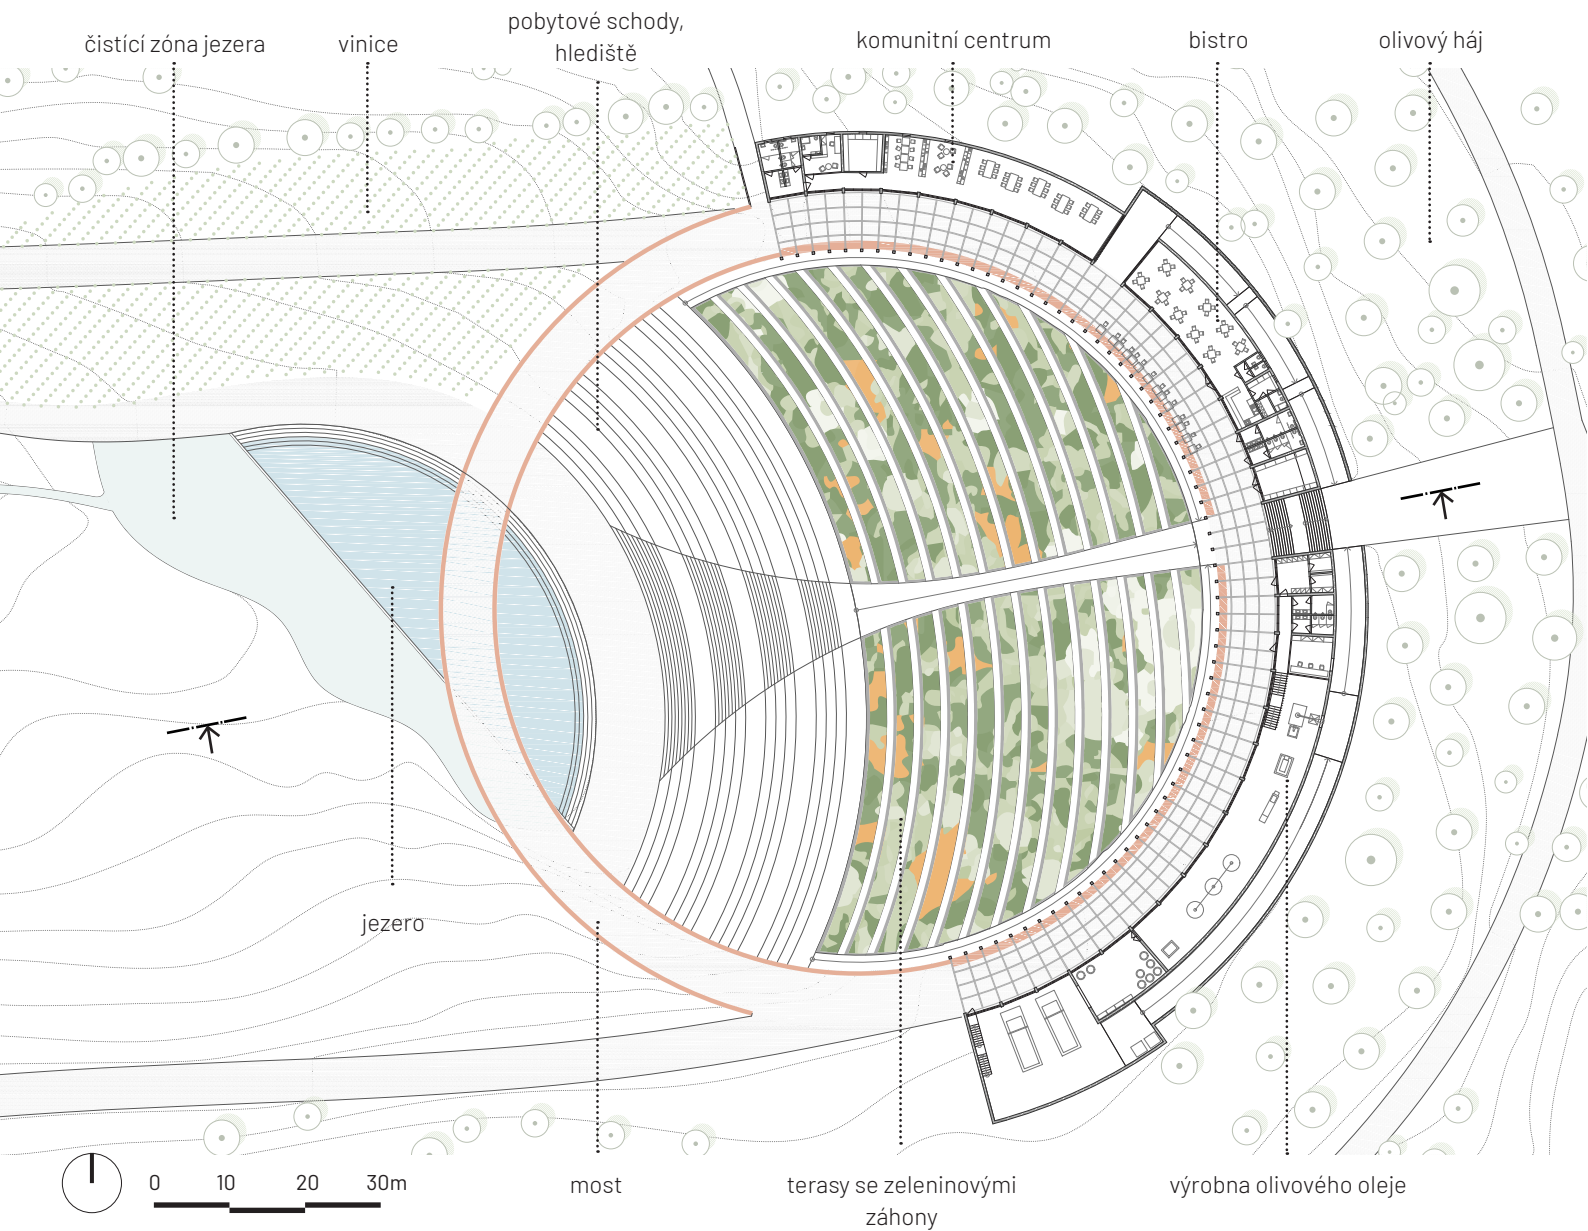 čistící zóna jezera
vinice
pobytové schody,
hlediště
komunitní centrum
bistro
olivový háj
jezero
0 10 20 30m
most
terasy se zeleninovými
záhony
výrobna olivového oleje